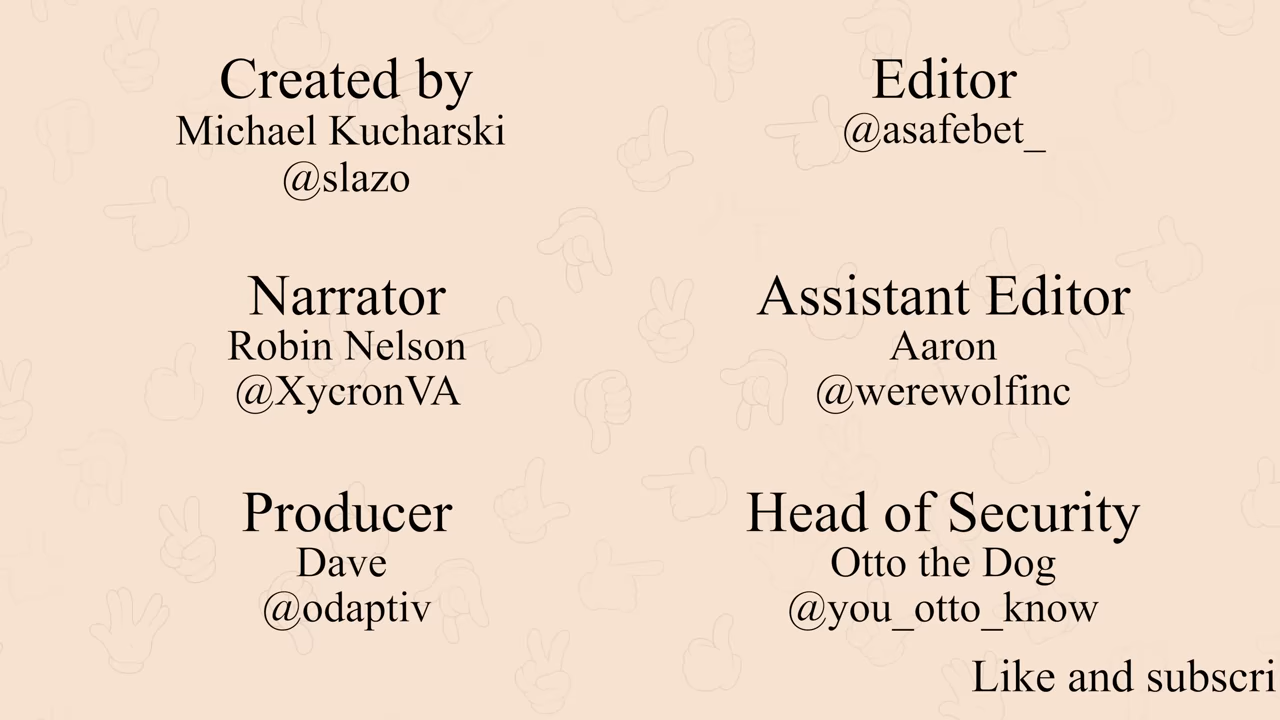 Created by
Michael Kucharski
@slazo
Editor
@asafebet_
Narrator
Robin Nelson
@XycronVA
Assistant Editor
Aaron
@werewolfinc
Producer
Dave
@odaptiv
Head of Security
Otto the Dog
@you_otto_know
Like and subscri